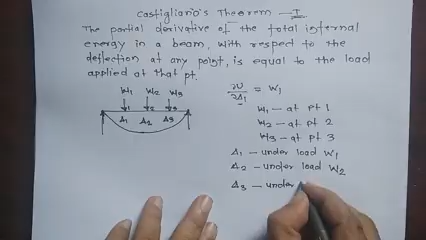 Castigliano's Theorem - I
The partial derivative of the total internal
energy in a beam, with respect to the
deflection at any point, is equal to the load
applied at that pt.
W1 W2 W3
Δ1 Δ2 Δ3
∂U/∂Δ1 = W1
W1 - at pt 1
W2 - at pt 2
W3 - at pt 3
Δ1 - under load W1
Δ2 - under load W2
Δ3 - under